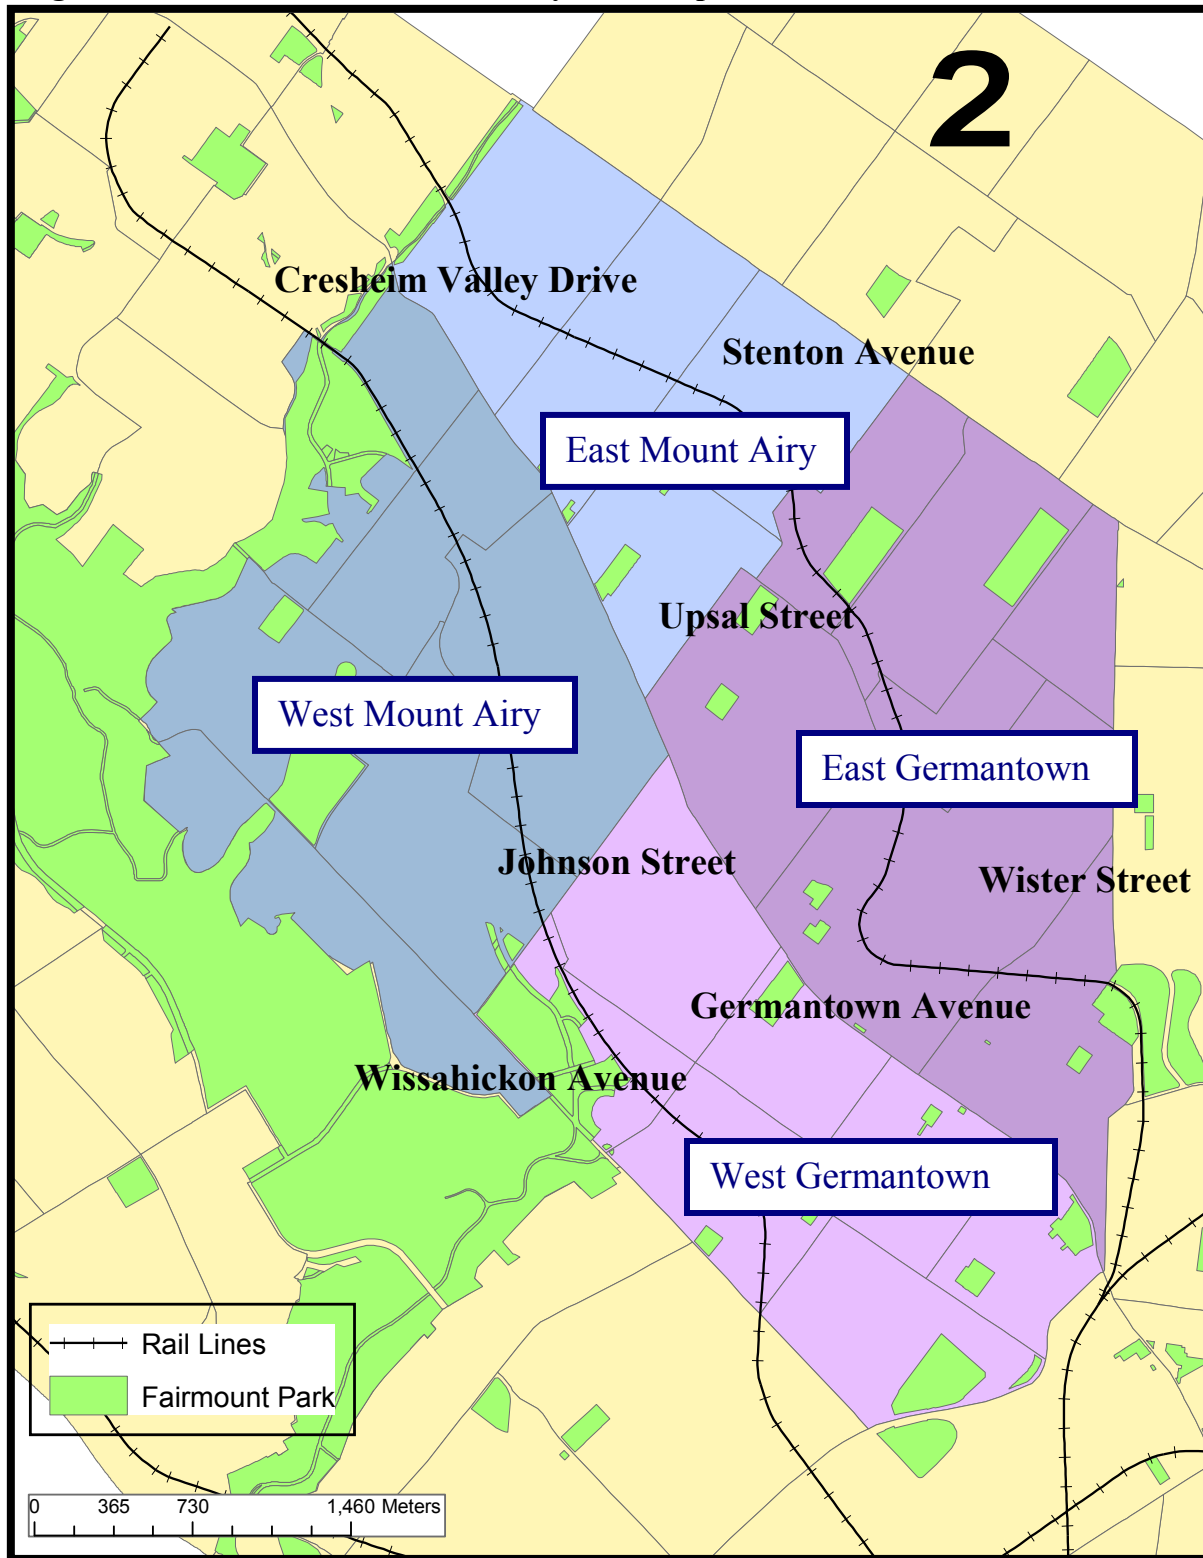 2
Cresheim Valley Drive
Stenton Avenue
East Mount Airy
Upsal Street
West Mount Airy
East Germantown
Johnson Street
Wister Street
Germantown Avenue
Wissahickon Avenue
West Germantown
Rail Lines
Fairmount Park
0 365 730 1,460 Meters